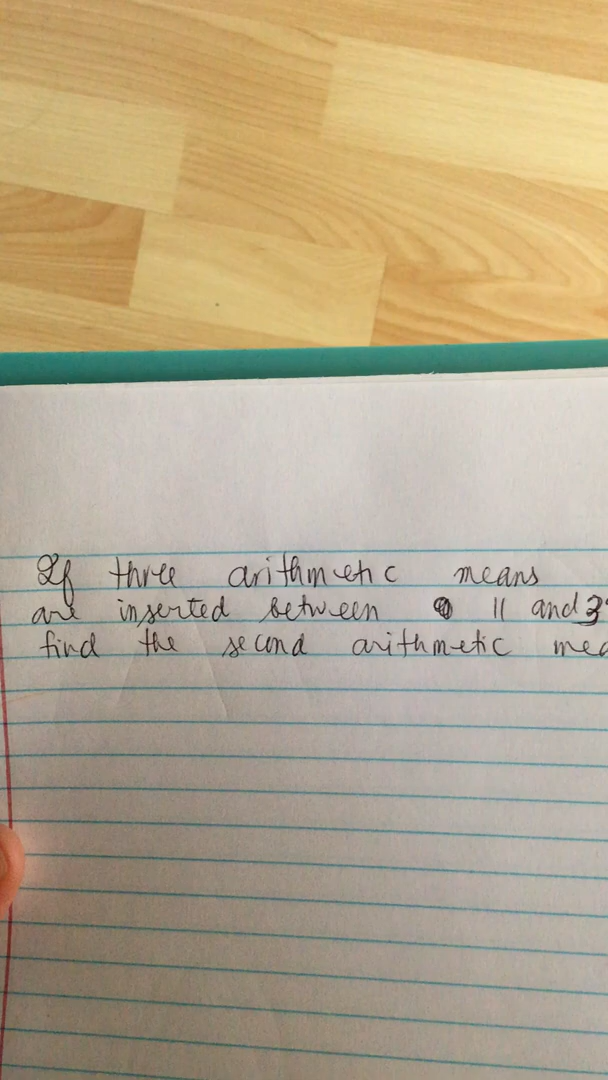 If three arithmetic means
are inserted between 11 and
find the second arithmetic